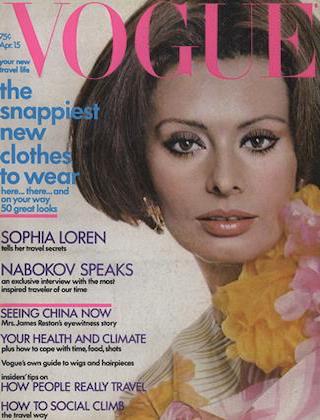 VOGUE
75¢
Apr. 15
your new
travel life
the
snappiest
new
clothes
to wear
here... there... and
on your way
50 great looks
SOPHIA LOREN
tells her travel secrets
NABOKOV SPEAKS
an exclusive interview with the most
inspired traveler of our time
SEEING CHINA NOW
Mrs. James Reston's eyewitness story
YOUR HEALTH AND CLIMATE
plus how to cope with time, food, shots
Vogue's own guide to wigs and hairpieces
insiders' tips on
HOW PEOPLE REALLY TRAVEL
HOW TO SOCIAL CLIMB
the travel way